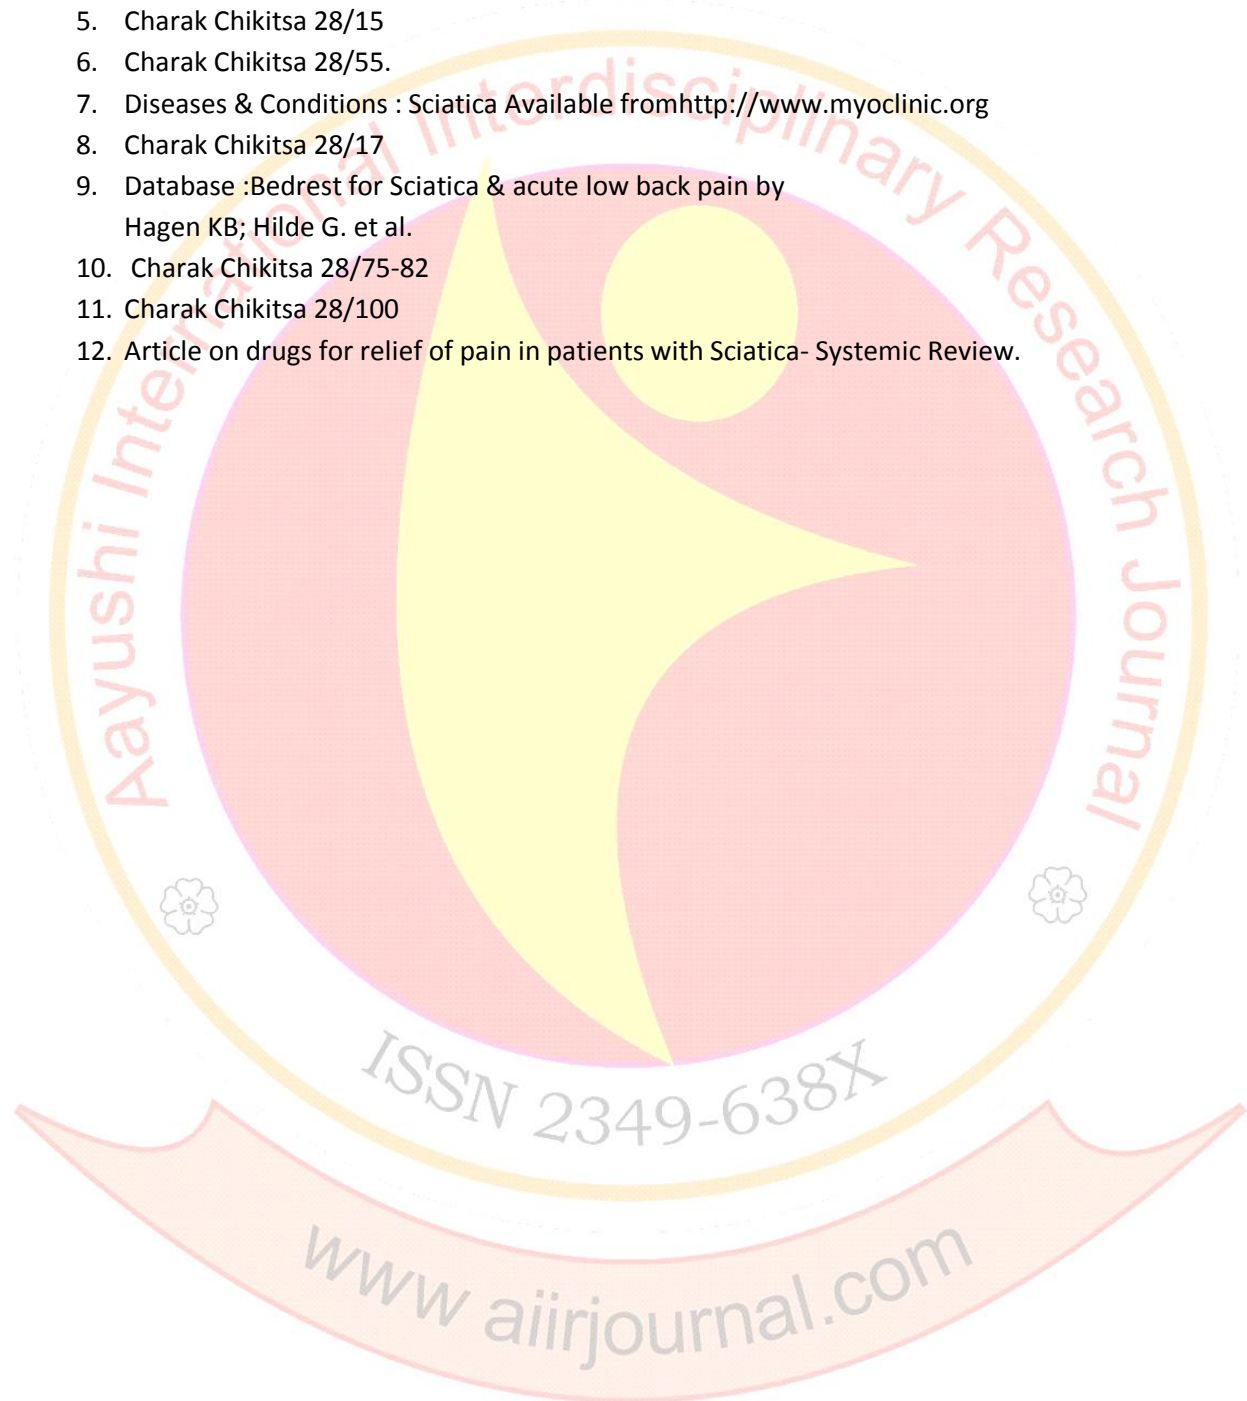 5. Charak Chikitsa 28/15
6. Charak Chikitsa 28/55.
7. Diseases & Conditions : Sciatica Available fromhttp://www.myoclinic.org
8. Charak Chikitsa 28/17
9. Database :Bedrest for Sciatica & acute low back pain by
Hagen KB; Hilde G. et al.
10. Charak Chikitsa 28/75-82
11. Charak Chikitsa 28/100
12. Article on drugs for relief of pain in patients with Sciatica- Systemic Review.
Aayushi International Interdisciplinary Research Journal
ISSN 2349-638X
www aiirjournal.com